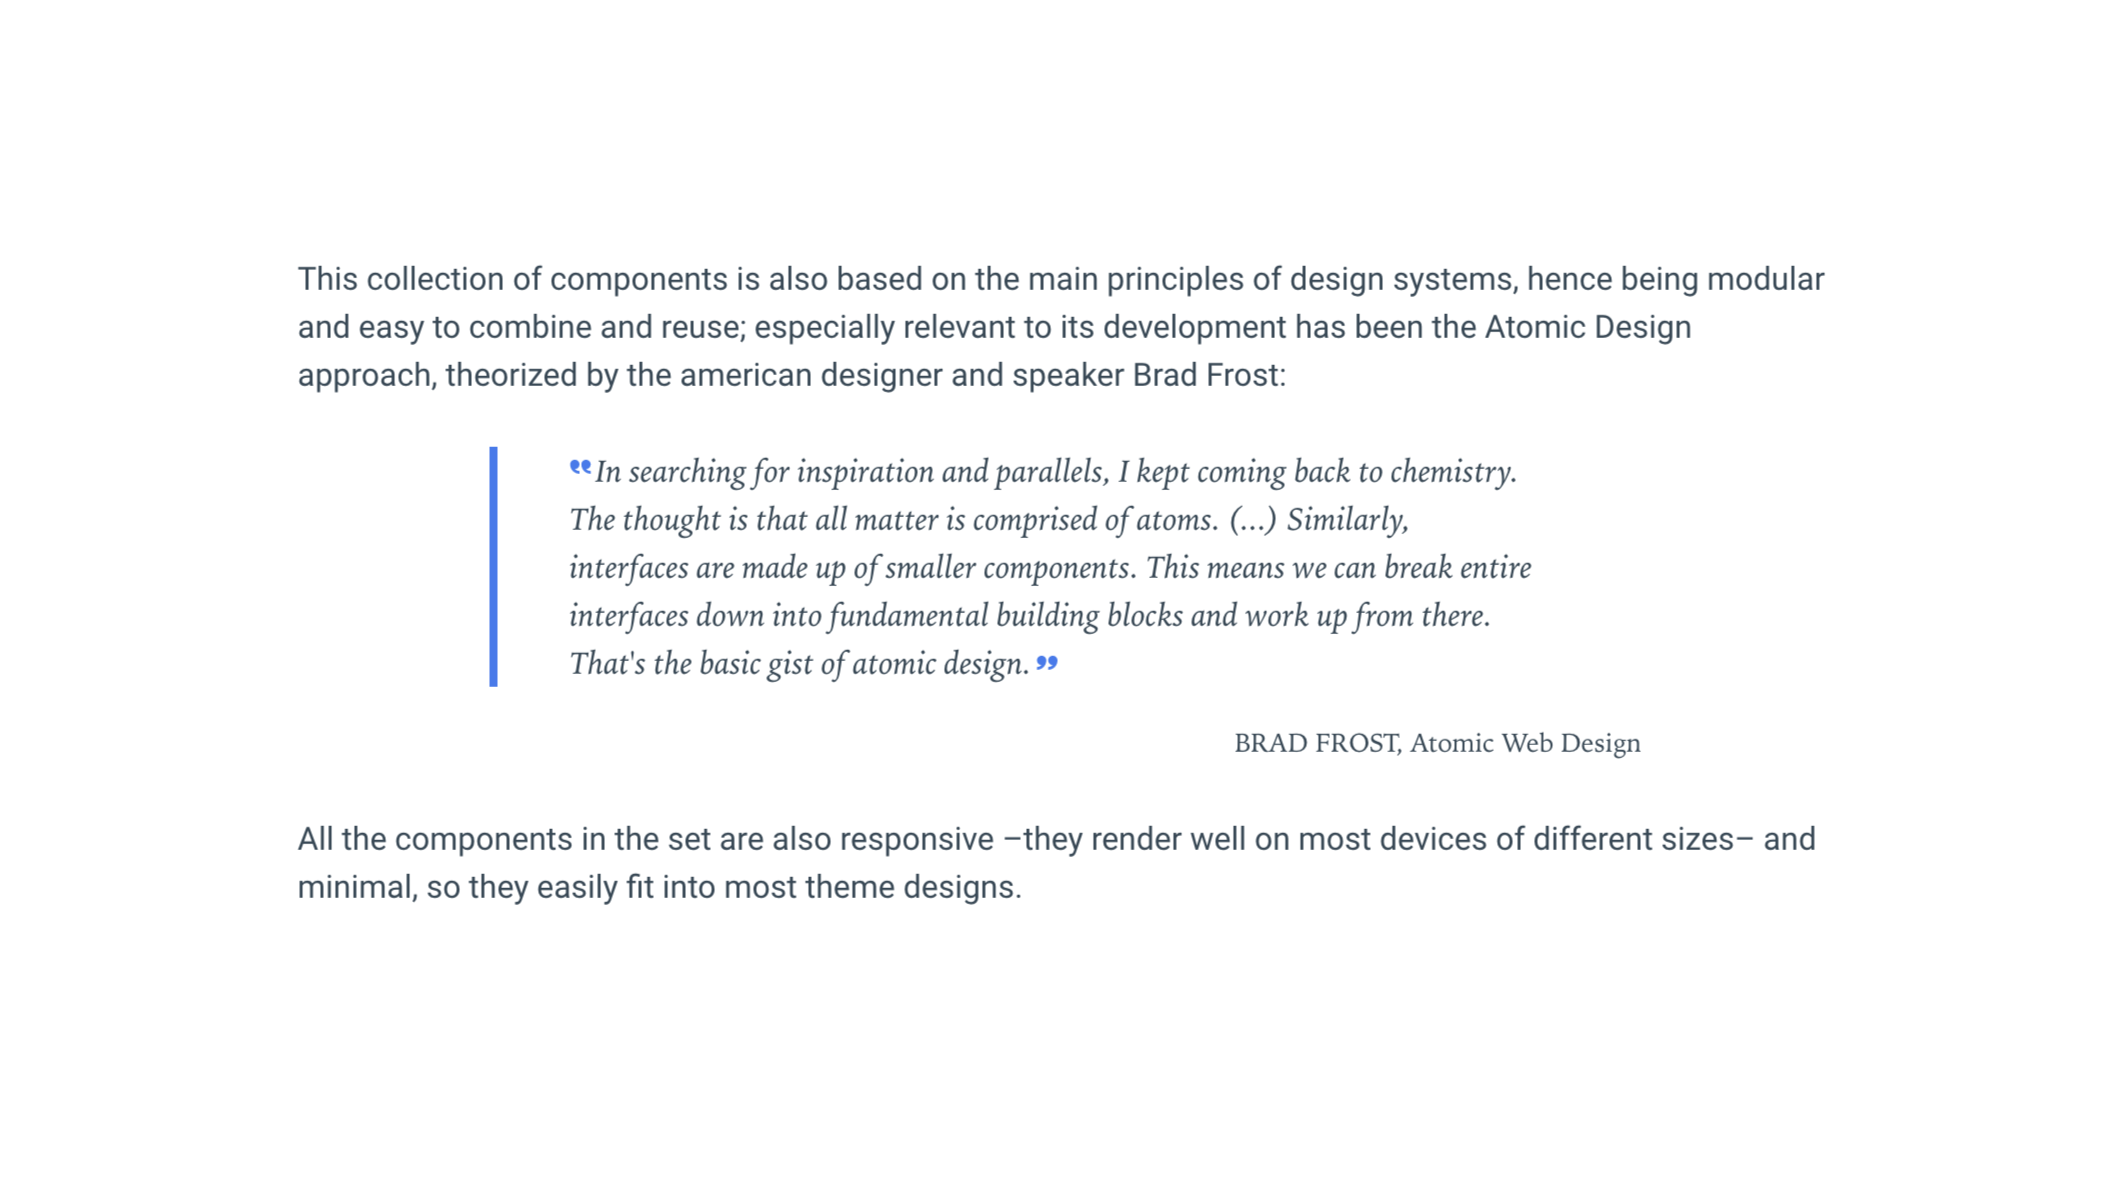 This collection of components is also based on the main principles of design systems, hence being modular
and easy to combine and reuse; especially relevant to its development has been the Atomic Design
approach, theorized by the american designer and speaker Brad Frost:
❝In searching for inspiration and parallels, I kept coming back to chemistry.
The thought is that all matter is comprised of atoms. (...) Similarly,
interfaces are made up of smaller components. This means we can break entire
interfaces down into fundamental building blocks and work up from there.
That's the basic gist of atomic design.❞
BRAD FROST, Atomic Web Design
All the components in the set are also responsive –they render well on most devices of different sizes– and
minimal, so they easily fit into most theme designs.